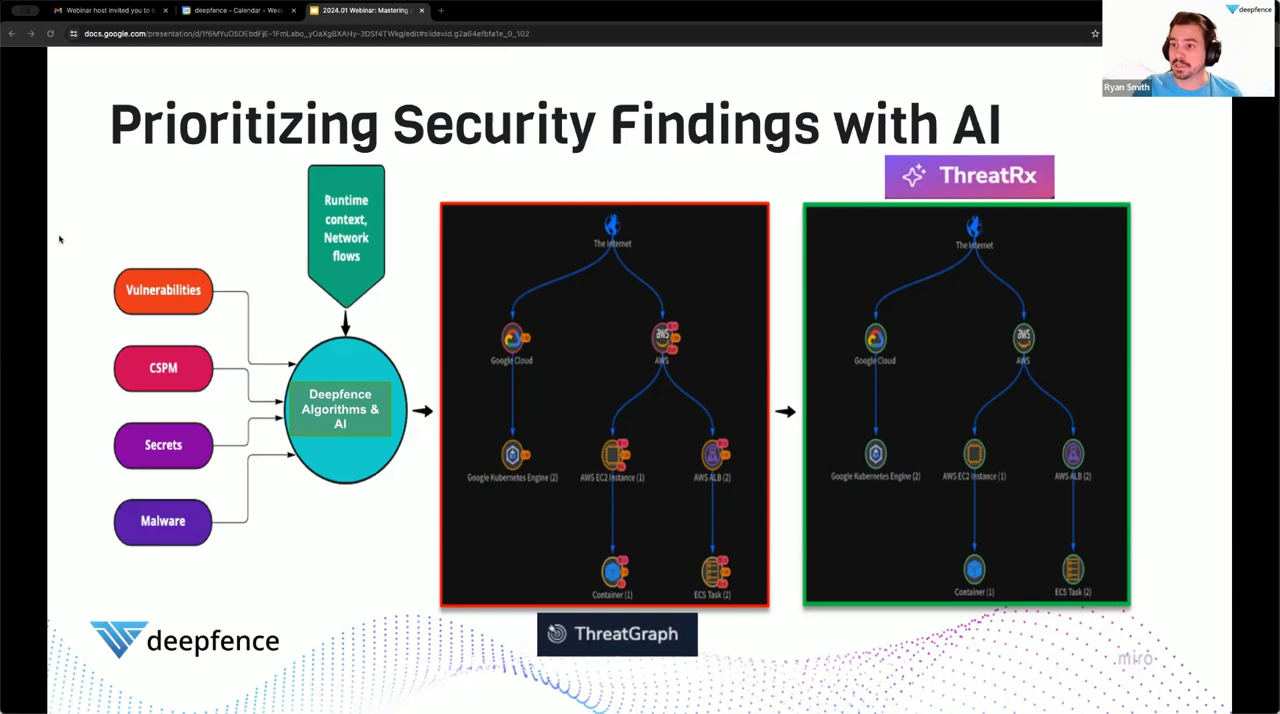 Webinar host invited you to t
deepfence - Calendar - Wee
2024.01 Webinar: Mastering
deepfence
Ryan Smith
Prioritizing Security Findings with AI
ThreatRx
Runtime
context,
Network
flows
Vulnerabilities
CSPM
Secrets
Malware
Deepfence
Algorithms &
AI
The Internet
Google Cloud
AWS
AWS
Google Kubernetes Engine (2)
AWS EC2 Instance (1)
AWS ALB (2)
Container (1)
ECS Task (2)
ThreatGraph
The Internet
Google Cloud
AWS
AWS
Google Kubernetes Engine (2)
AWS EC2 Instance (1)
AWS ALB (2)
Container (1)
ECS Task (2)
deepfence
miro